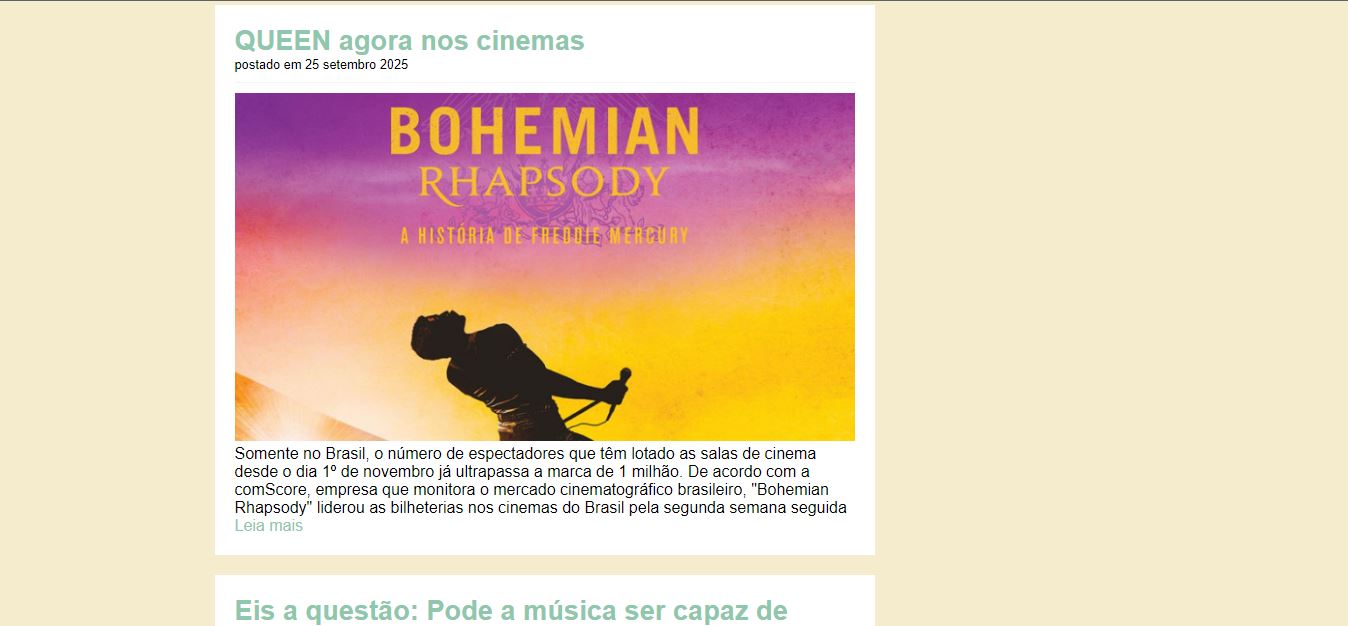 QUEEN agora nos cinemas
postado em 25 setembro 2025
BOHEMIAN
RHAPSODY
A HISTÓRIA DE FREDDIE MERCURY
Somente no Brasil, o número de espectadores que têm lotado as salas de cinema
desde o dia 1º de novembro já ultrapassa a marca de 1 milhão. De acordo com a
comScore, empresa que monitora o mercado cinematográfico brasileiro, "Bohemian
Rhapsody" liderou as bilheterias nos cinemas do Brasil pela segunda semana seguida
Leia mais
Eis a questão: Pode a música ser capaz de